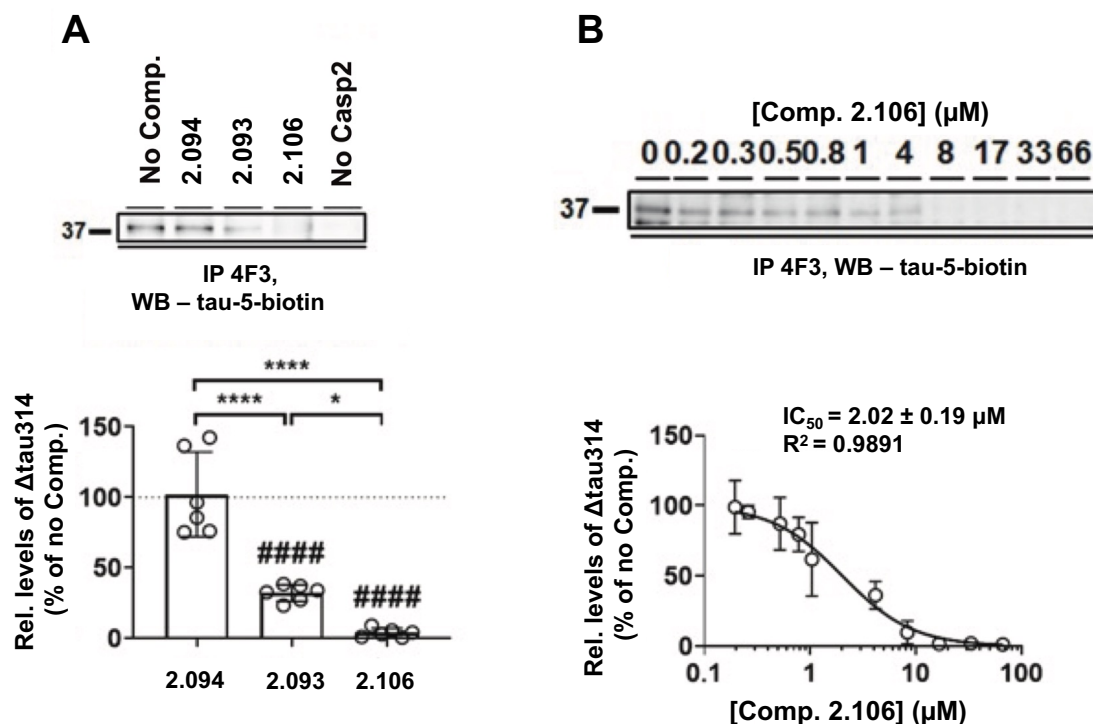 A
No Comp.
2.094
2.093
2.106
No Casp2
37
IP 4F3,
WB – tau-5-biotin
Rel. levels of Δtau314
(% of no Comp.)
150
100
50
0
****
**** *
####
####
2.094 2.093 2.106
B
[Comp. 2.106] (μM)
0 0.2 0.3 0.5 0.8 1 4 8 17 33 66
37
IP 4F3, WB – tau-5-biotin
Rel. levels of Δtau314
(% of no Comp.)
150
100
50
0
IC50 = 2.02 ± 0.19 μM
R² = 0.9891
0.1 1 10 100
[Comp. 2.106] (μM)